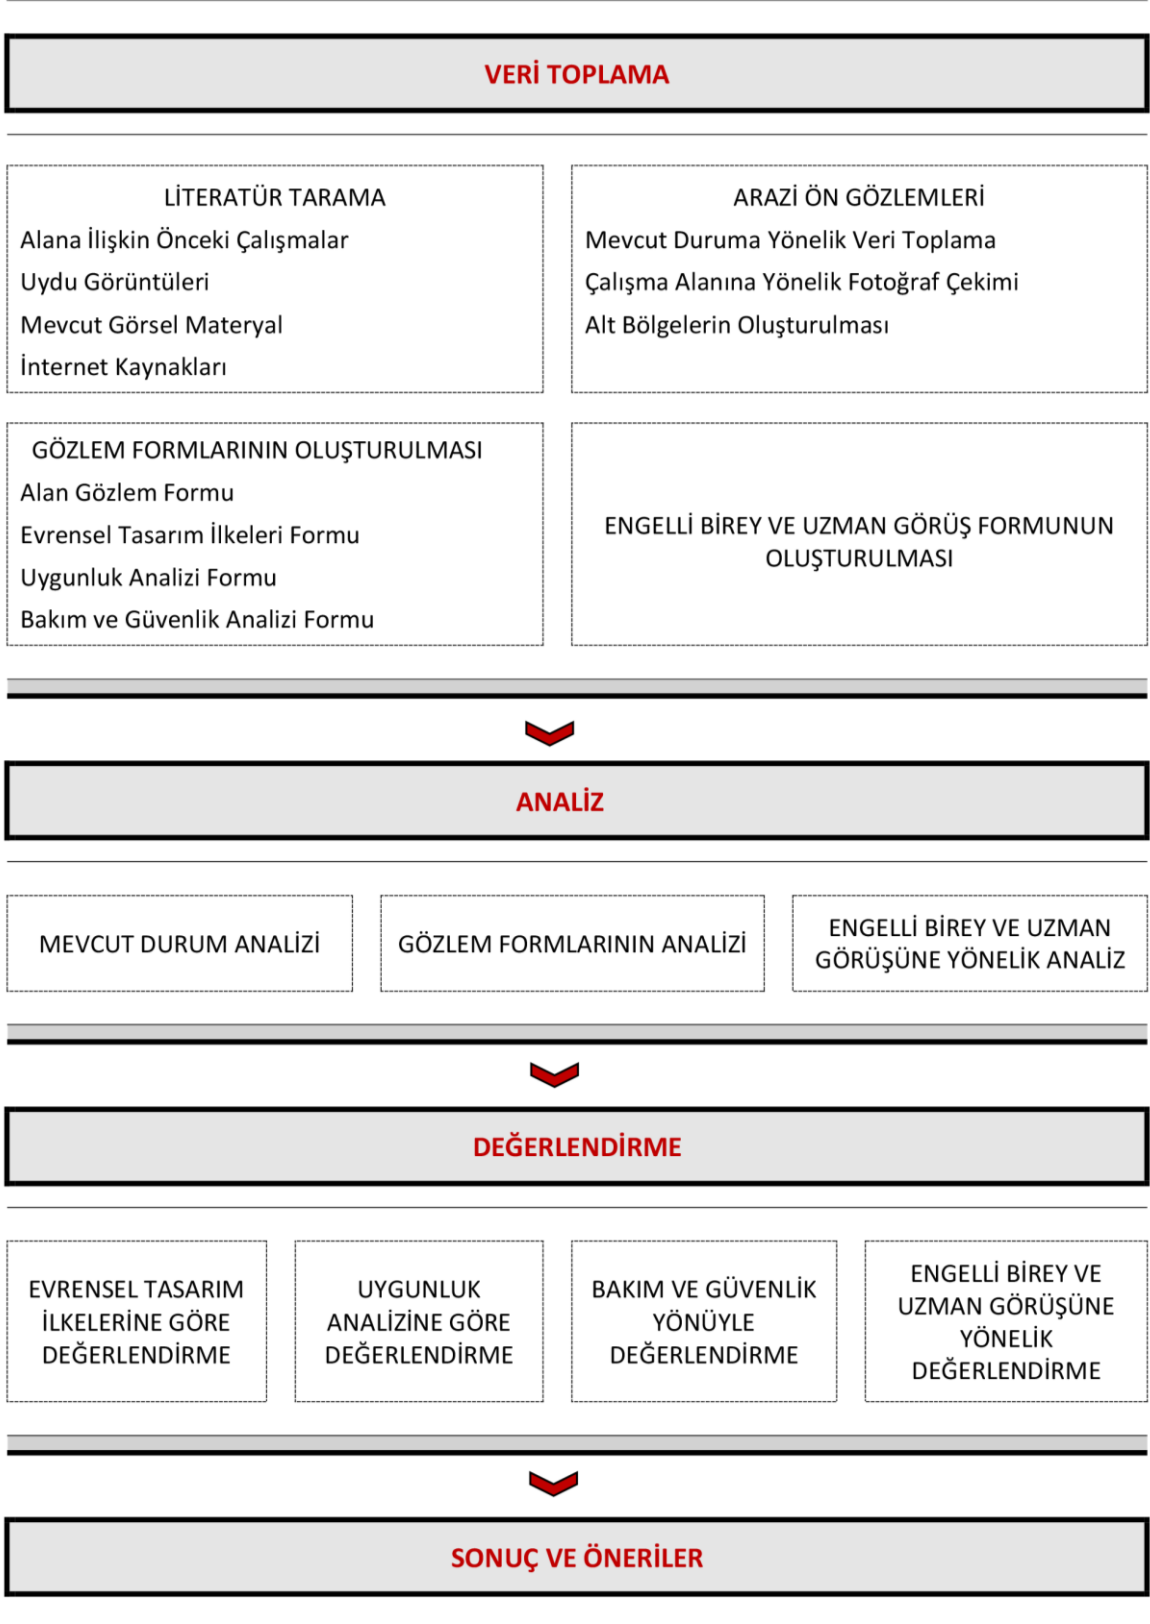 VERİ TOPLAMA
LİTERATÜR TARAMA
Alana İlişkin Önceki Çalışmalar
Uydu Görüntüleri
Mevcut Görsel Materyal
İnternet Kaynakları
ARAZİ ÖN GÖZLEMLERİ
Mevcut Duruma Yönelik Veri Toplama
Çalışma Alanına Yönelik Fotoğraf Çekimi
Alt Bölgelerin Oluşturulması
GÖZLEM FORMLARININ OLUŞTURULMASI
Alan Gözlem Formu
Evrensel Tasarım İlkeleri Formu
Uygunluk Analizi Formu
Bakım ve Güvenlik Analizi Formu
ENGELLİ BİREY VE UZMAN GÖRÜŞ FORMUNUN
OLUŞTURULMASI
ANALİZ
MEVCUT DURUM ANALİZİ
GÖZLEM FORMLARININ ANALİZİ
ENGELLİ BİREY VE UZMAN
GÖRÜŞÜNE YÖNELİK ANALİZ
DEĞERLENDİRME
EVRENSEL TASARIM
İLKELERİNE GÖRE
DEĞERLENDİRME
UYGUNLUK
ANALİZİNE GÖRE
DEĞERLENDİRME
BAKIM VE GÜVENLİK
YÖNÜYLE
DEĞERLENDİRME
ENGELLİ BİREY VE
UZMAN GÖRÜŞÜNE
YÖNELİK
DEĞERLENDİRME
SONUÇ VE ÖNERİLER